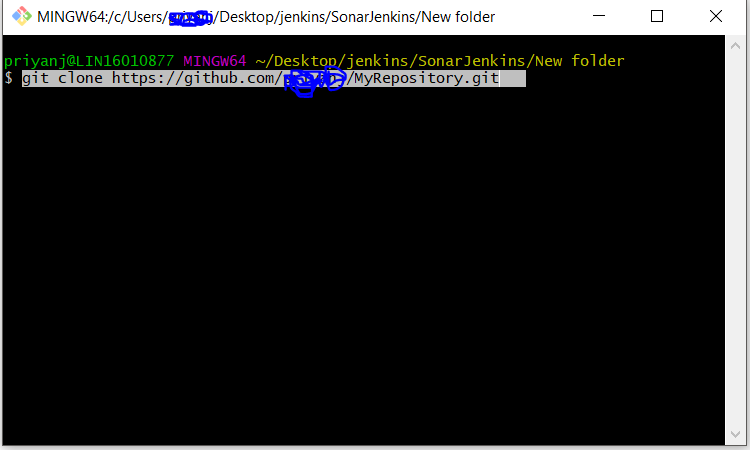 MINGW64:/c/Users/ /Desktop/jenkins/SonarJenkins/New folder
priyanj@LIN16010877 MINGW64 ~/Desktop/jenkins/SonarJenkins/New folder
$ git clone https://github.com/ /MyRepository.git